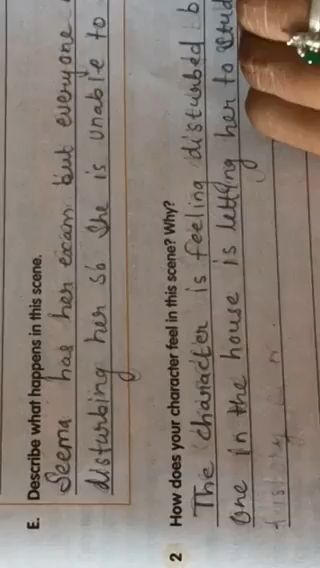 E. Describe what happens in this scene.
Seema has her exam but everyone
disturbing her so she is unable to
2 How does your character feel in this scene? Why?
The character is feeling disturbed
One in the house is letting her to